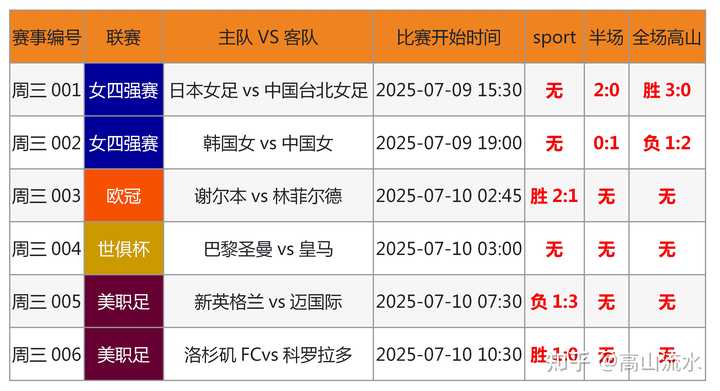 赛事编号 联赛 主队 VS 客队 比赛开始时间 sport 半场 全场高山
周三 001 女四强赛 日本女足 vs 中国台北女足 2025-07-09 15:30 无 2:0 胜 3:0
周三 002 女四强赛 韩国女 vs 中国女 2025-07-09 19:00 无 0:1 负 1:2
周三 003 欧冠 谢尔本 vs 林菲尔德 2025-07-10 02:45 胜 2:1 无 无
周三 004 世俱杯 巴黎圣曼 vs 皇马 2025-07-10 03:00 无 无 无
周三 005 美职足 新英格兰 vs 迈国际 2025-07-10 07:30 负 1:3 无 无
周三 006 美职足 洛杉矶 FCvs 科罗拉多 2025-07-10 10:30 胜 1:0 无 无
知乎 @高山流水